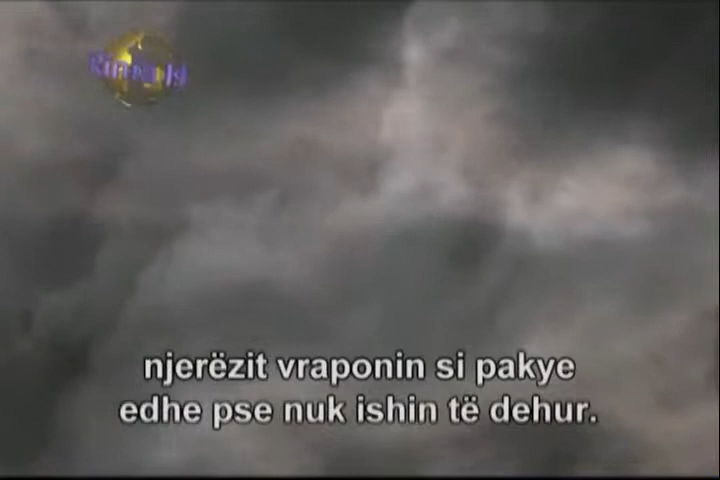 njerëzit vraponin si pakye
edhe pse nuk ishin të dehur.